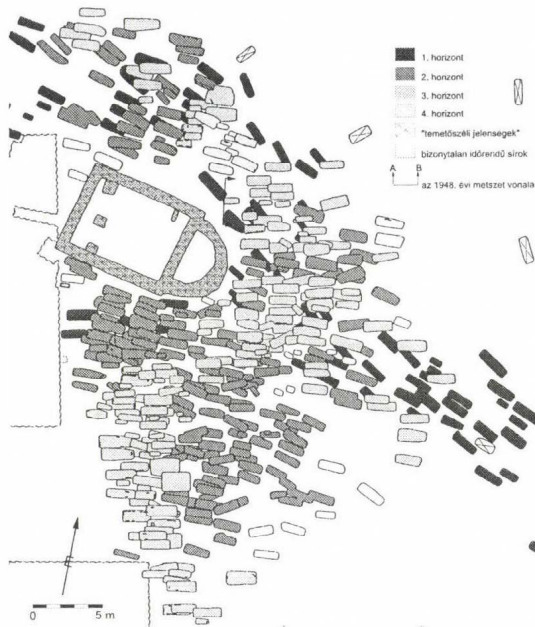 1. horizont
2. horizont
3. horizont
4. horizont
"temetőszéli jelenségek"
bizonytalan időrendű sírok
A B
az 1948. évi metszet vonala
É
0 5 m